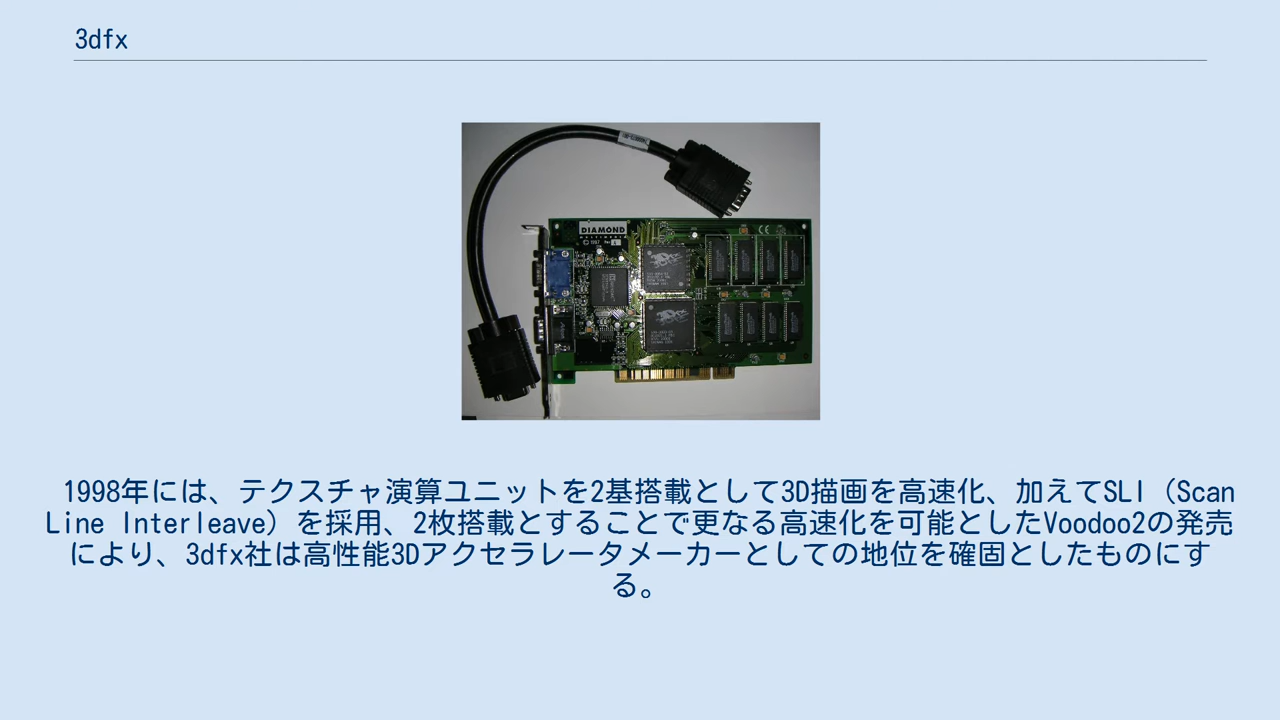 3dfx
DIAMOND
1997
1998年には、テクスチャ演算ユニットを2基搭載として3D描画を高速化、加えてSLI（Scan
Line Interleave）を採用、2枚搭載とすることで更なる高速化を可能としたVoodoo2の発売
により、3dfx社は高性能3Dアクセラレータメーカーとしての地位を確固としたものにす
る。